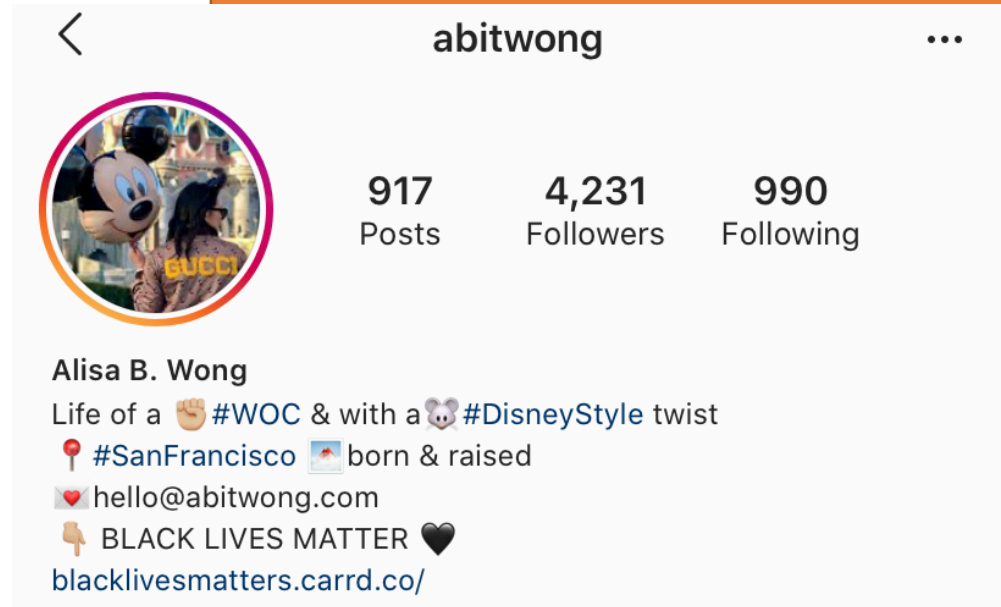 abitwong
GUCCI
917 4,231 990
Posts Followers Following
Alisa B. Wong
Life of a ✊🏼#WOC & with a🐭#DisneyStyle twist
📍#SanFrancisco 🌁born & raised
💌hello@abitwong.com
👇🏼 BLACK LIVES MATTER 🖤
blacklivesmatters.carrd.co/